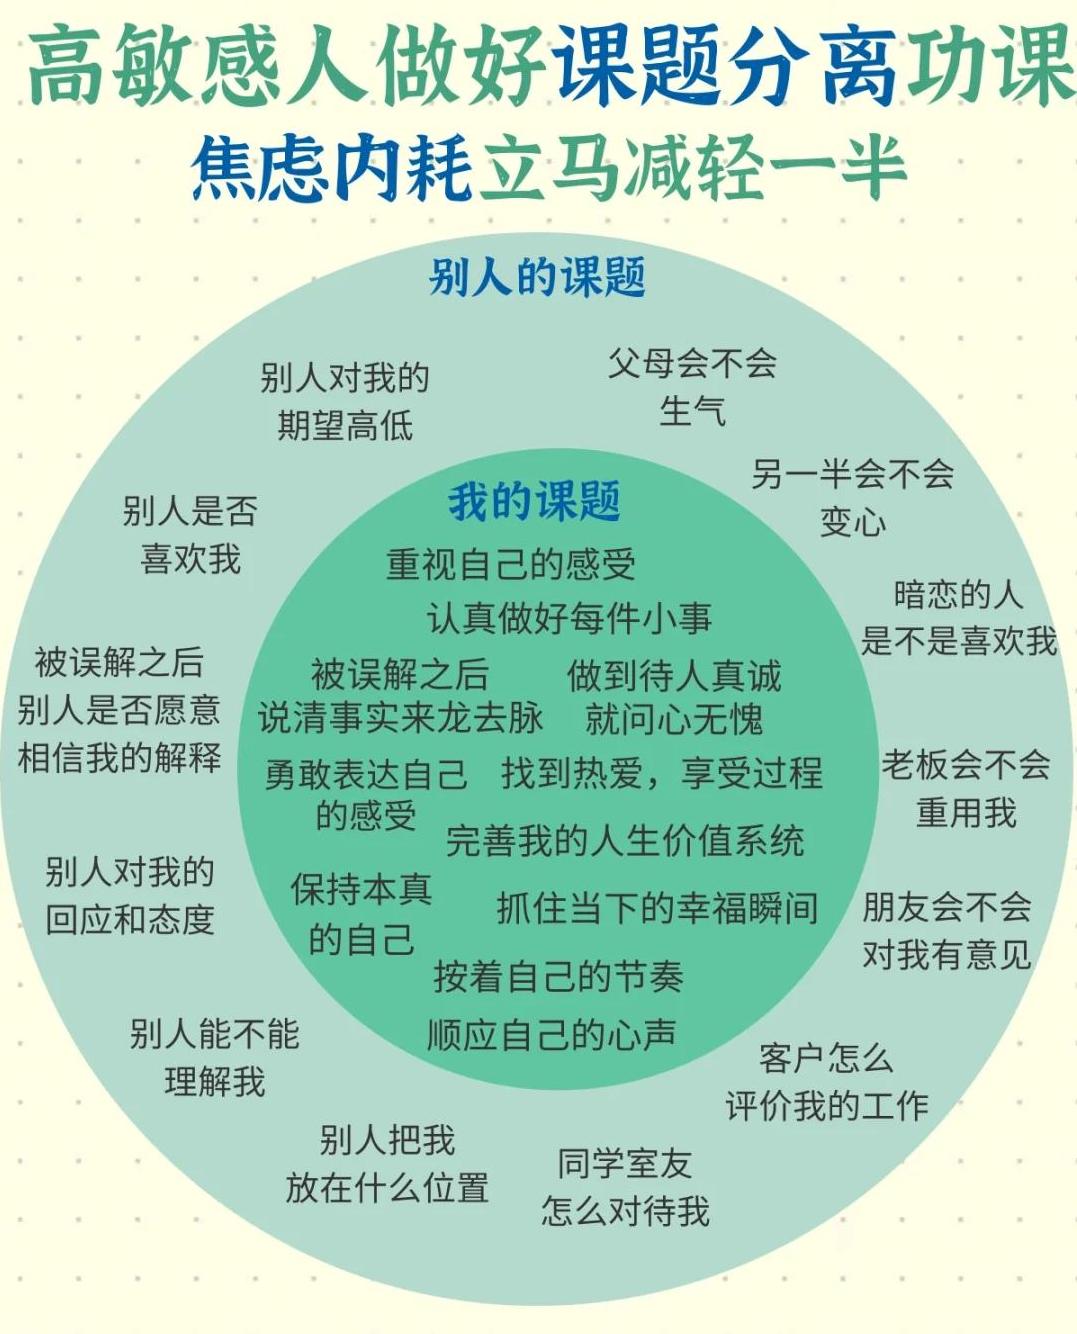 高敏感人做好课题分离功课
焦虑内耗立马减轻一半
别人的课题
别人对我的
期望高低
父母会不会
生气
另一半会不会
变心
别人是否
喜欢我
暗恋的人
是不是喜欢我
被误解之后
别人是否愿意
相信我的解释
老板会不会
重用我
别人对我的
回应和态度
朋友会不会
对我有意见
别人能不能
理解我
客户怎么
评价我的工作
别人把我
放在什么位置
同学室友
怎么对待我
我的课题
重视自己的感受
认真做好每件小事
被误解之后
说清事实来龙去脉
做到待人真诚
就问心无愧
勇敢表达自己
的感受
找到热爱，享受过程
完善我的人生价值系统
保持本真
的自己
抓住当下的幸福瞬间
按着自己的节奏
顺应自己的心声